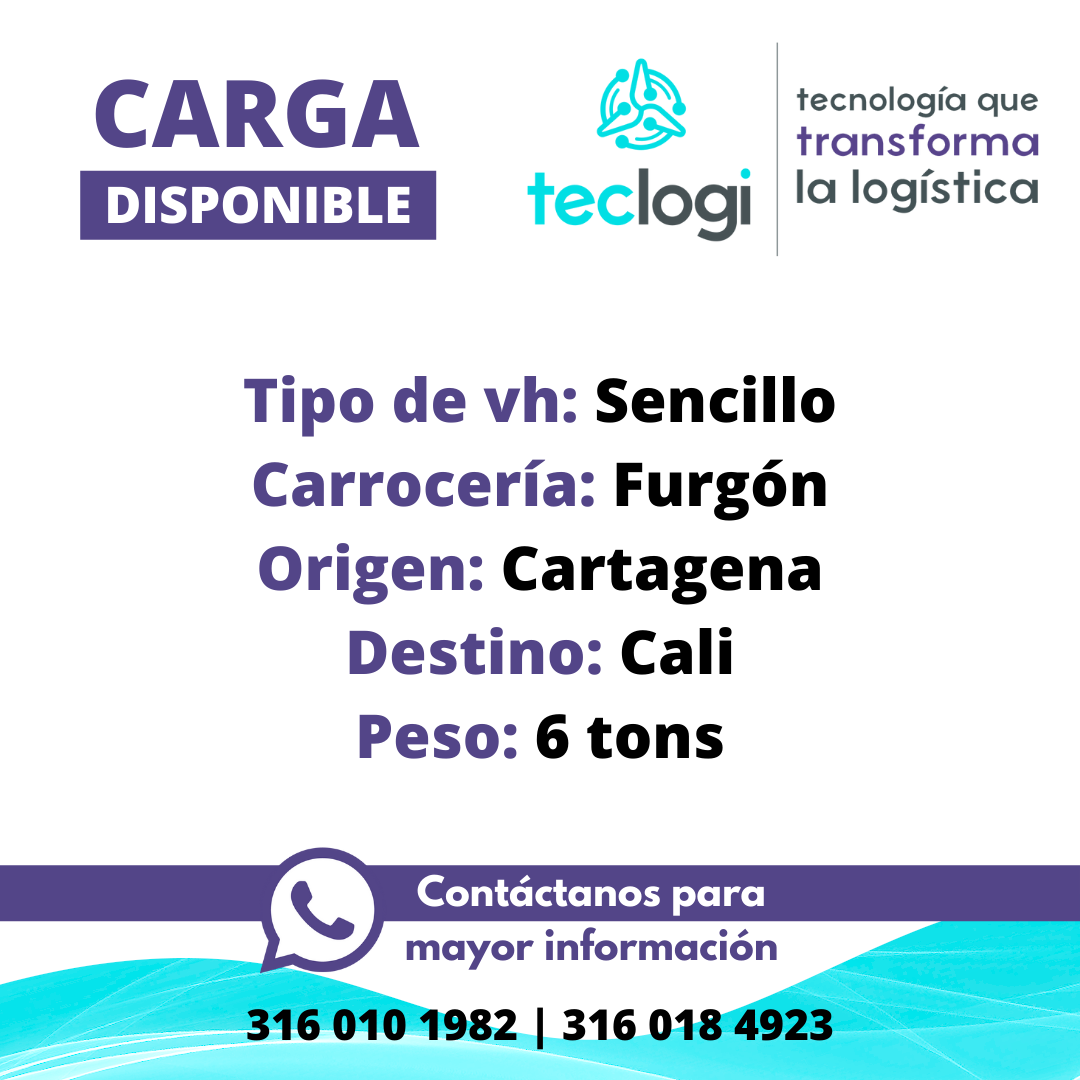 CARGA
DISPONIBLE
teclogi
tecnología que
transforma
la logística
Tipo de vh: Sencillo
Carrocería: Furgón
Origen: Cartagena
Destino: Cali
Peso: 6 tons
Contáctanos para
mayor información
316 010 1982 | 316 018 4923